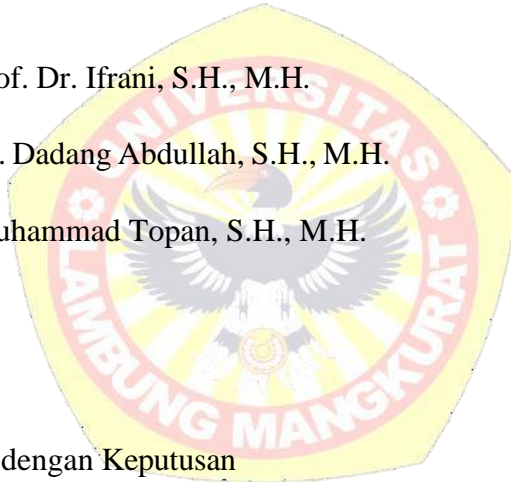 of. Dr. Ifrani, S.H., M.H.
. Dadang Abdullah, S.H., M.H.
uhammad Topan, S.H., M.H.
UNIVERSITAS
LAMBUNG MANGKURAT
dengan Keputusan